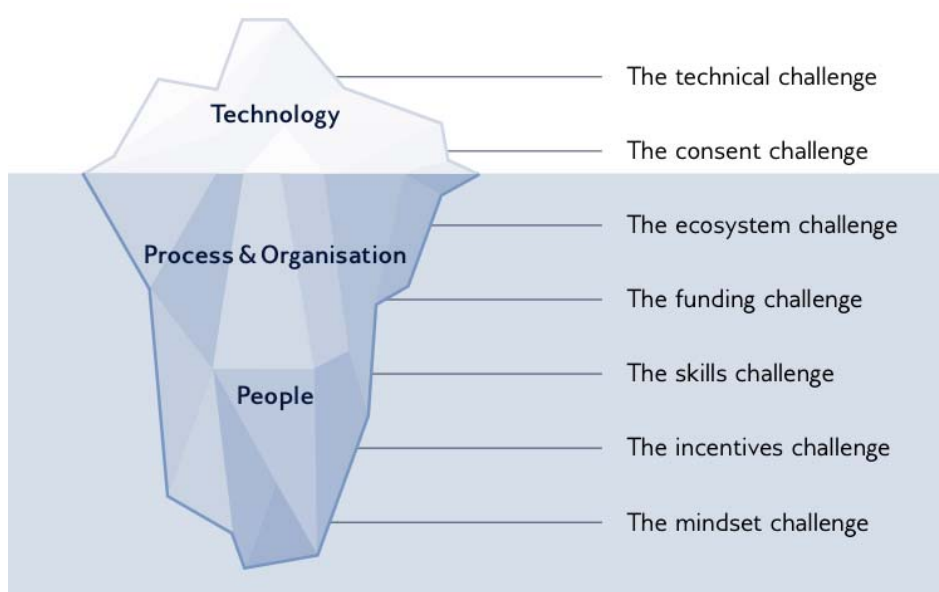 The technical challenge
Technology
The consent challenge
The ecosystem challenge
Process & Organisation
The funding challenge
The skills challenge
People
The incentives challenge
The mindset challenge